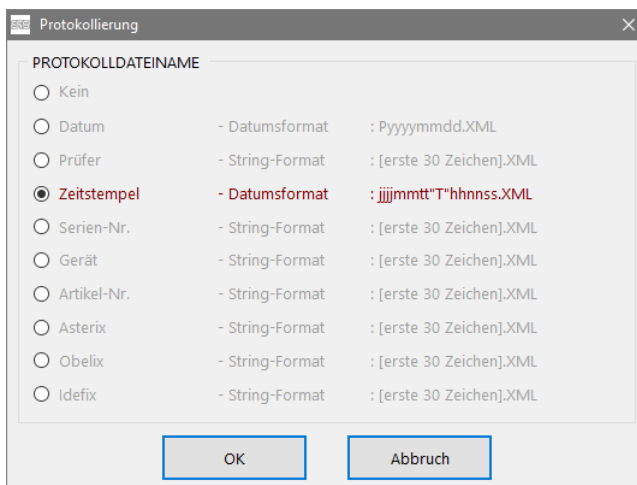 Protokollierung
PROTOKOLLDATEINAME
Kein
Datum - Datumsformat : Pyyyymmdd.XML
Prüfer - String-Format : [erste 30 Zeichen].XML
Zeitstempel - Datumsformat : jjjjmmtt"T"hhnnss.XML
Serien-Nr. - String-Format : [erste 30 Zeichen].XML
Gerät - String-Format : [erste 30 Zeichen].XML
Artikel-Nr. - String-Format : [erste 30 Zeichen].XML
Asterix - String-Format : [erste 30 Zeichen].XML
Obelix - String-Format : [erste 30 Zeichen].XML
Idefix - String-Format : [erste 30 Zeichen].XML
OK Abbruch